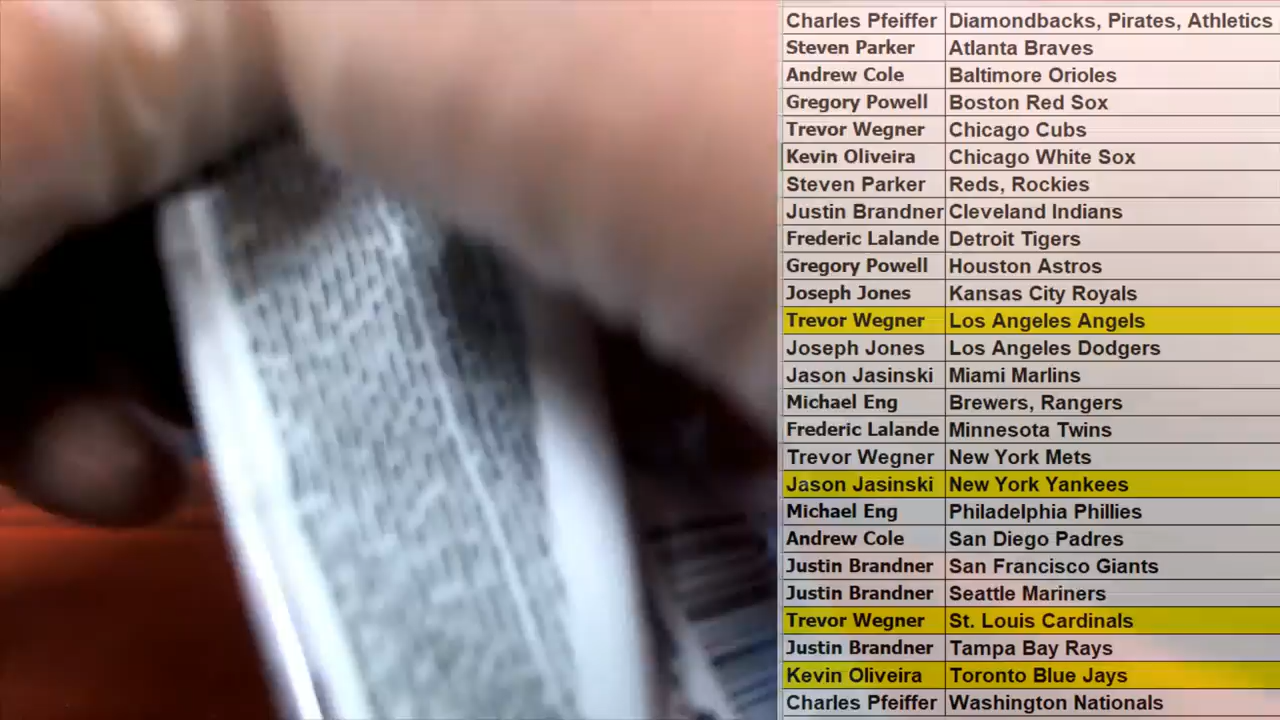 Charles Pfeiffer Diamondbacks, Pirates, Athletics
Steven Parker Atlanta Braves
Andrew Cole Baltimore Orioles
Gregory Powell Boston Red Sox
Trevor Wegner Chicago Cubs
Kevin Oliveira Chicago White Sox
Steven Parker Reds, Rockies
Justin Brandner Cleveland Indians
Frederic Lalande Detroit Tigers
Gregory Powell Houston Astros
Joseph Jones Kansas City Royals
Trevor Wegner Los Angeles Angels
Joseph Jones Los Angeles Dodgers
Jason Jasinski Miami Marlins
Michael Eng Brewers, Rangers
Frederic Lalande Minnesota Twins
Trevor Wegner New York Mets
Jason Jasinski New York Yankees
Michael Eng Philadelphia Phillies
Andrew Cole San Diego Padres
Justin Brandner San Francisco Giants
Justin Brandner Seattle Mariners
Trevor Wegner St. Louis Cardinals
Justin Brandner Tampa Bay Rays
Kevin Oliveira Toronto Blue Jays
Charles Pfeiffer Washington Nationals